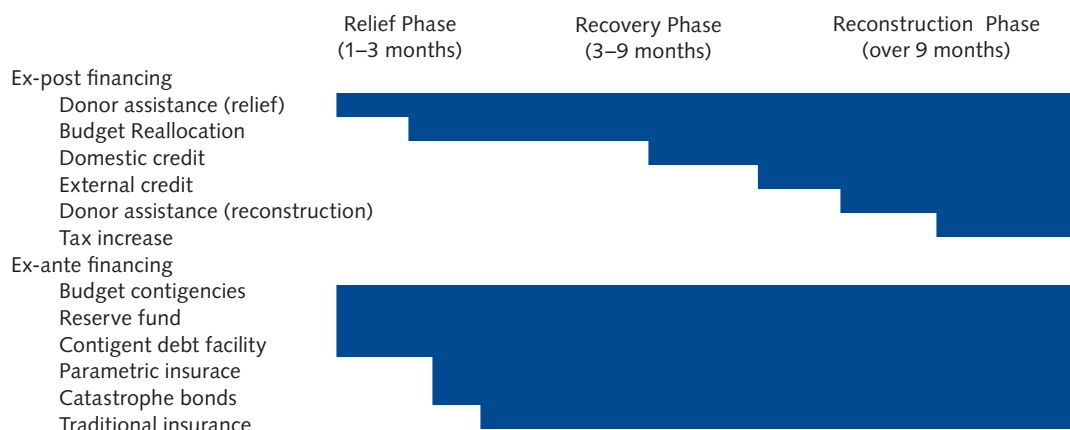 Relief Phase
(1–3 months)
Recovery Phase
(3–9 months)
Reconstruction Phase
(over 9 months)
Ex-post financing
Donor assistance (relief)
Budget Reallocation
Domestic credit
External credit
Donor assistance (reconstruction)
Tax increase
Ex-ante financing
Budget contigencies
Reserve fund
Contigent debt facility
Parametric insurace
Catastrophe bonds
Traditional insurance